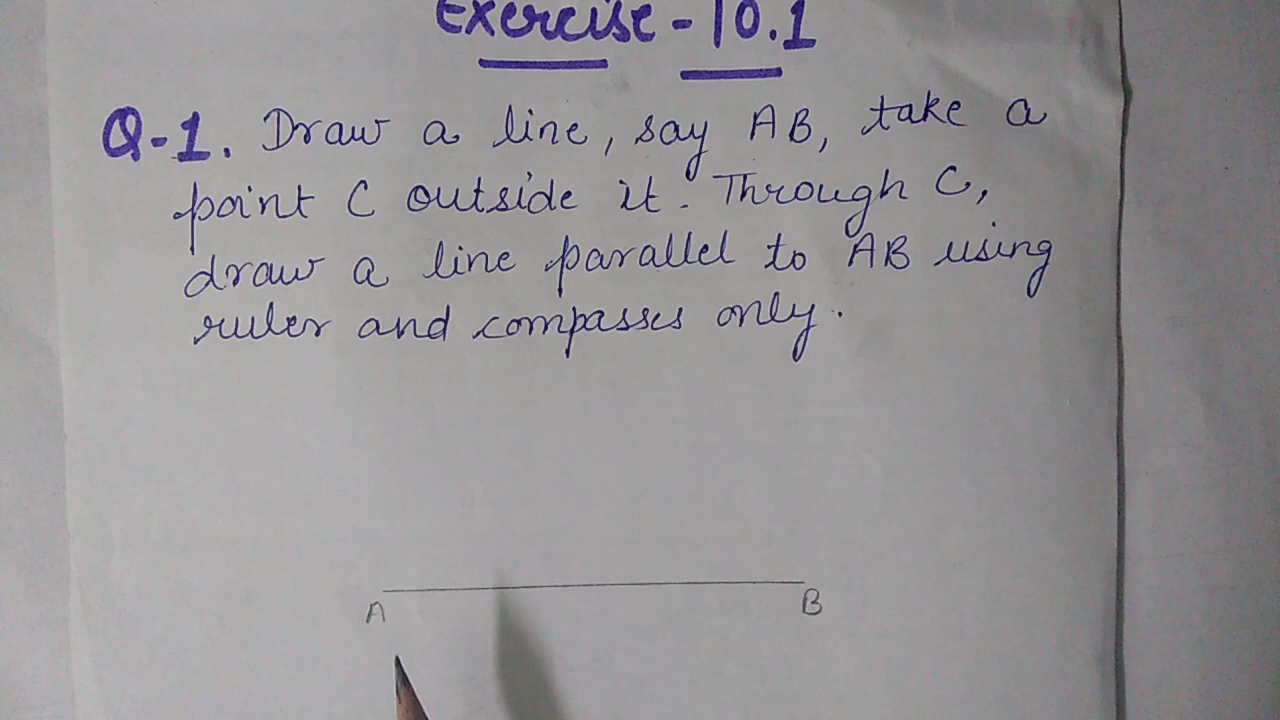 Exercise - 10.1
Q-1. Draw a line, say AB, take a
point C outside it. Through C,
draw a line parallel to AB using
ruler and compasses only.
A B